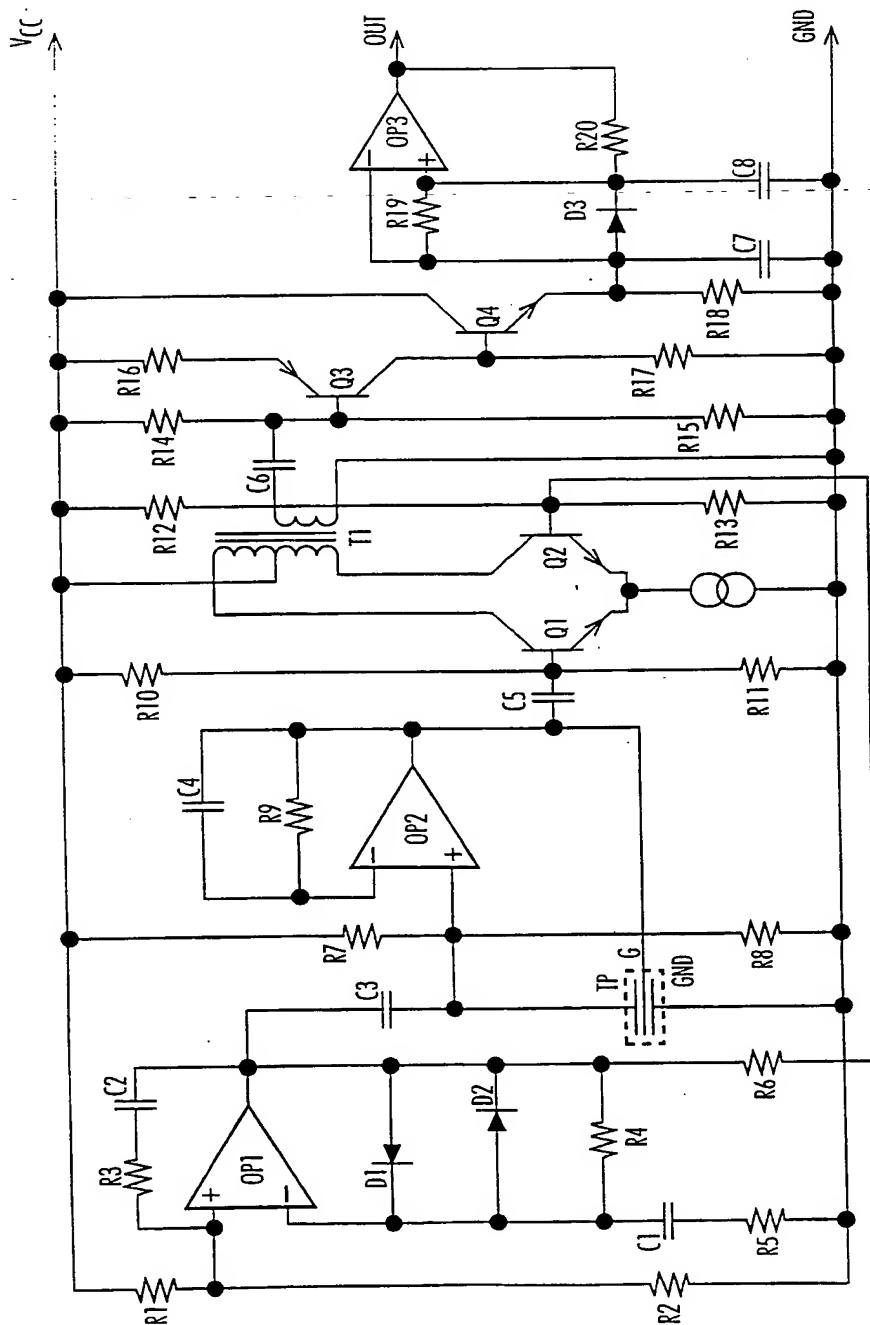 VCC
OUT
GND
OP3
−
+
R19
R20
D3
C8
C7
R18
Q4
R16
Q3
R17
R14
R15
C6
R12
T1
R13
Q2
Q1
R10
C5
R11
C4
R9
OP2
−
+
R7
R8
C3
TP
G
GND
C2
R3
OP1
+
−
D1
D2
R4
R6
C1
R5
R1
R2